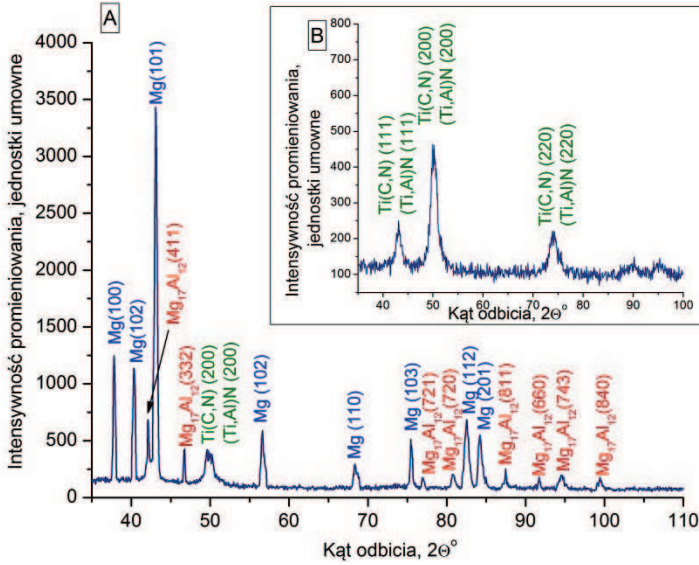 A
Intensywność promieniowania, jednostki umowne
4000
3500
3000
2500
2000
1500
1000
500
0
40
50
60
70
80
90
100
110
Kąt odbicia, 2Θ°
Mg(100)
Mg(102)
Mg₁₇Al₁₂(411)
Mg(101)
Mg₁₇Al₁₂(332)
Ti(C,N) (200)
(Ti,Al)N (200)
Mg (102)
Mg (110)
Mg (103)
Mg₁₇Al₁₂(721)
Mg₁₇Al₁₂(720)
Mg (112)
Mg (201)
Mg₁₇Al₁₂(811)
Mg₁₇Al₁₂(660)
Mg₁₇Al₁₂(743)
Mg₁₇Al₁₂(840)
B
Intensywność promieniowania,
jednostki umowne
800
700
600
500
400
300
200
100
40
50
60
70
80
90
100
Kąt odbicia, 2Θ°
Ti(C,N) (111)
(Ti,Al)N (111)
Ti(C,N) (200)
(Ti,Al)N (200)
Ti(C,N) (220)
(Ti,Al)N (220)